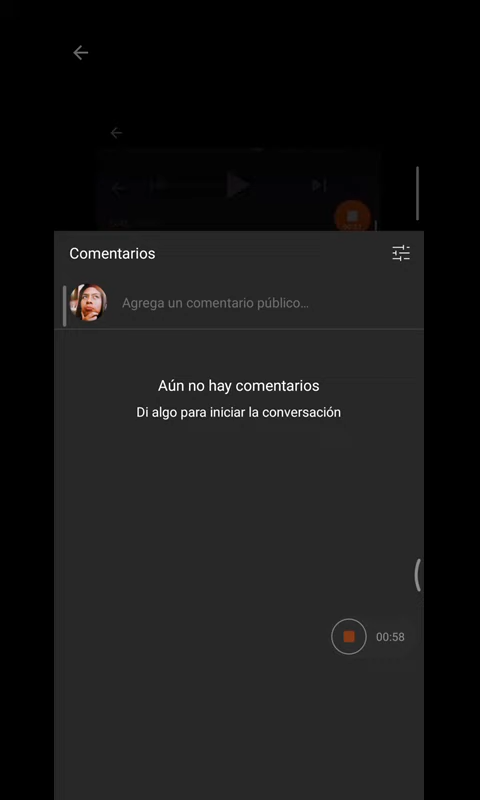 Comentarios
Agrega un comentario público...
Aún no hay comentarios
Di algo para iniciar la conversación
00:58